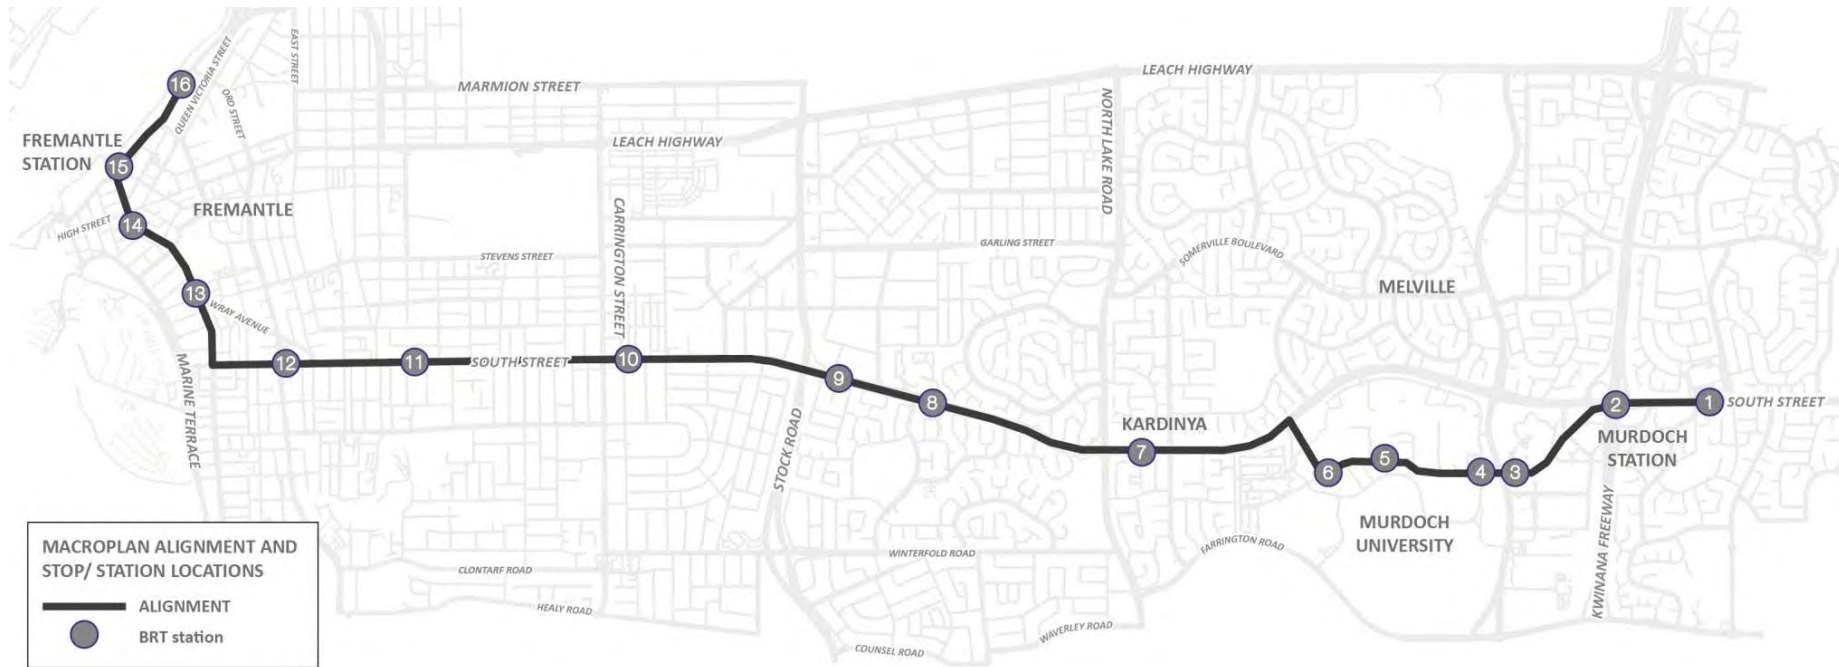 EAST STREET
16
QUEEN VICTORIA STREET
ORD STREET
MARMION STREET
LEACH HIGHWAY
NORTH LAKE ROAD
FREMANTLE
STATION
15
LEACH HIGHWAY
FREMANTLE
HIGH STREET
14
CARRINGTON STREET
GARLING STREET
SOMERVILLE BOULEVARD
STEVENS STREET
MELVILLE
13
WRAY AVENUE
MARINE TERRACE
12
11
SOUTH STREET
10
9
8
STOCK ROAD
KARDINYA
7
6
5
4
3
2
1
SOUTH STREET
MURDOCH
STATION
MURDOCH
UNIVERSITY
KWINANA FREEWAY
FARRINGTON ROAD
WINTERFOLD ROAD
CLONTARF ROAD
HEALY ROAD
WAVERLEY ROAD
COUNSEL ROAD
MACROPLAN ALIGNMENT AND
STOP/ STATION LOCATIONS
ALIGNMENT
BRT station